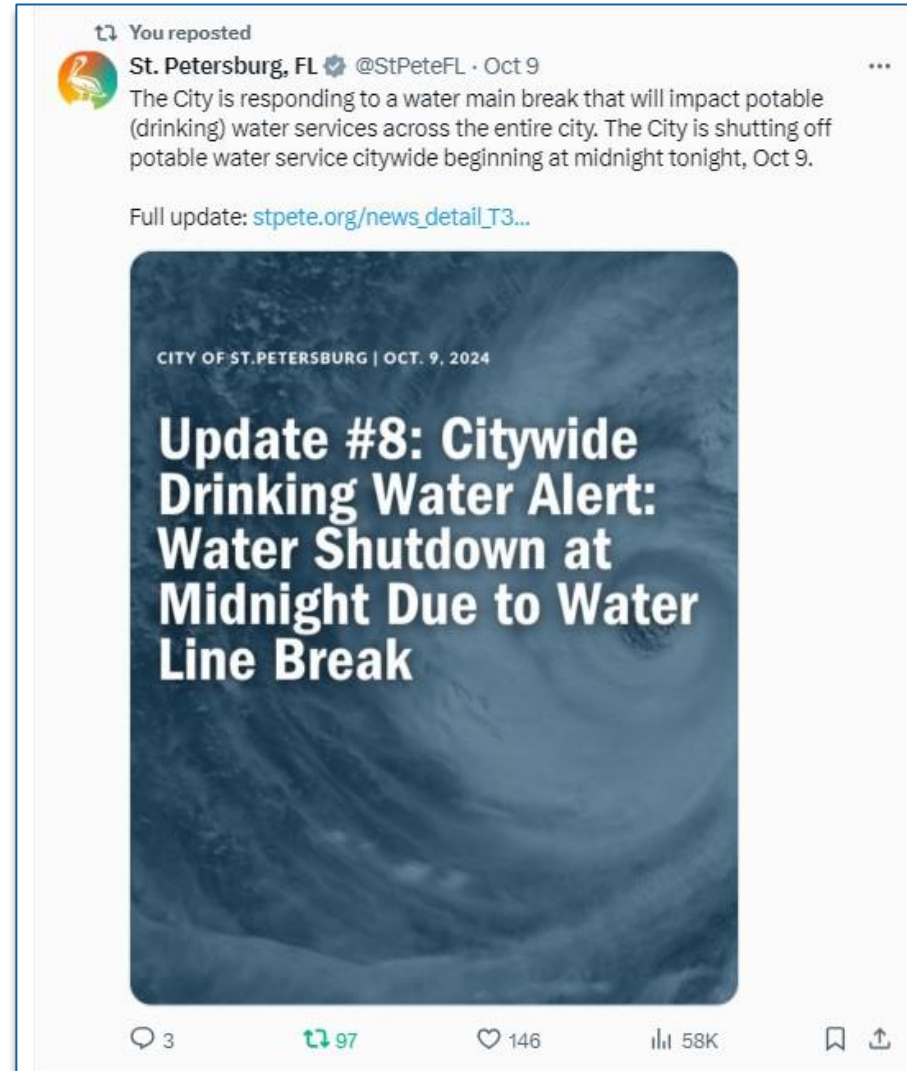 You reposted
St. Petersburg, FL @StPeteFL · Oct 9
The City is responding to a water main break that will impact potable
(drinking) water services across the entire city. The City is shutting off
potable water service citywide beginning at midnight tonight, Oct 9.
Full update: stpete.org/news_detail_T3...
CITY OF ST.PETERSBURG | OCT. 9, 2024
Update #8: Citywide
Drinking Water Alert:
Water Shutdown at
Midnight Due to Water
Line Break
3 97 146 58K